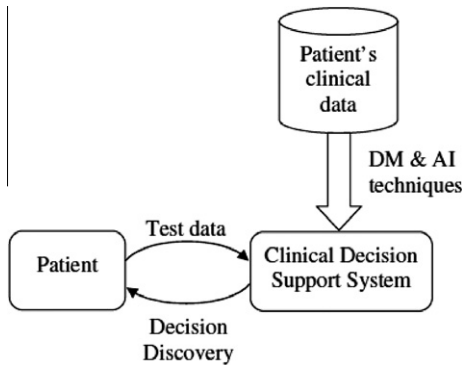 Patient's
clinical
data
DM & AI
techniques
Test data
Patient
Clinical Decision
Support System
Decision
Discovery